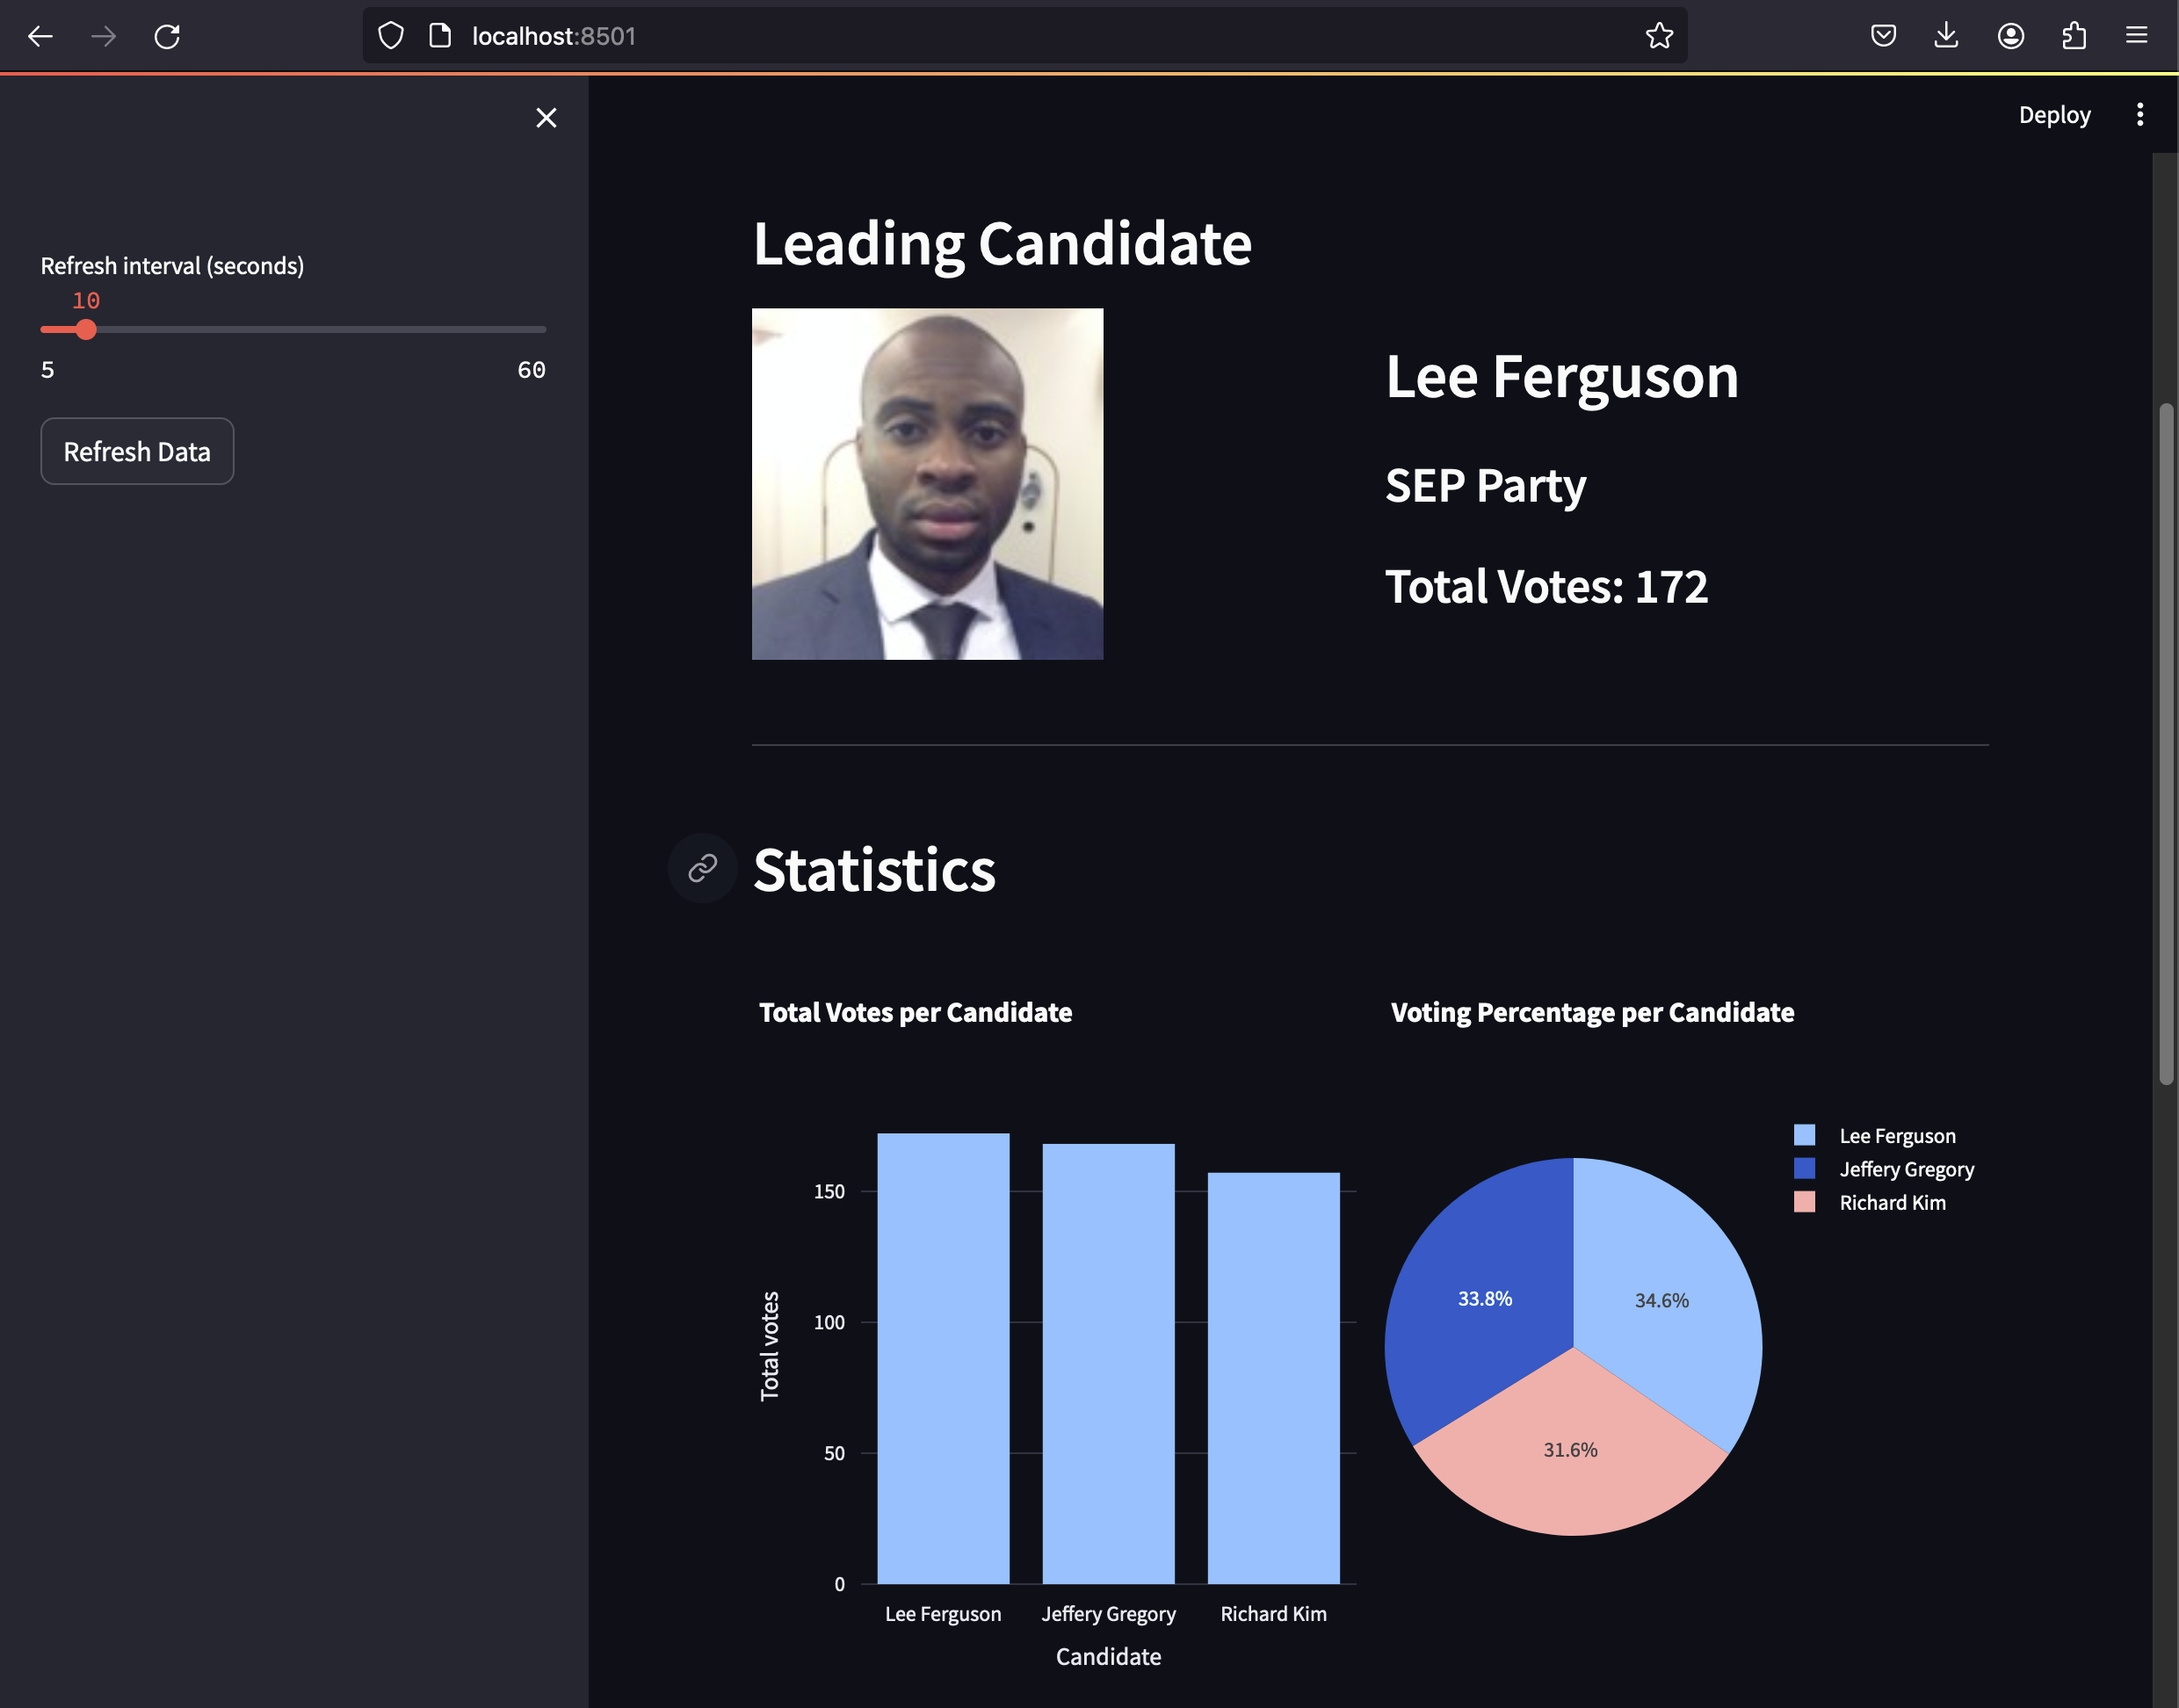 localhost:8501
Deploy
Refresh interval (seconds)
10
5 60
Refresh Data
Leading Candidate
Lee Ferguson
SEP Party
Total Votes: 172
Statistics
Total Votes per Candidate
150
100
50
0
Total votes
Lee Ferguson Jeffery Gregory Richard Kim
Candidate
Voting Percentage per Candidate
Lee Ferguson
Jeffery Gregory
Richard Kim
33.8% 34.6%
31.6%